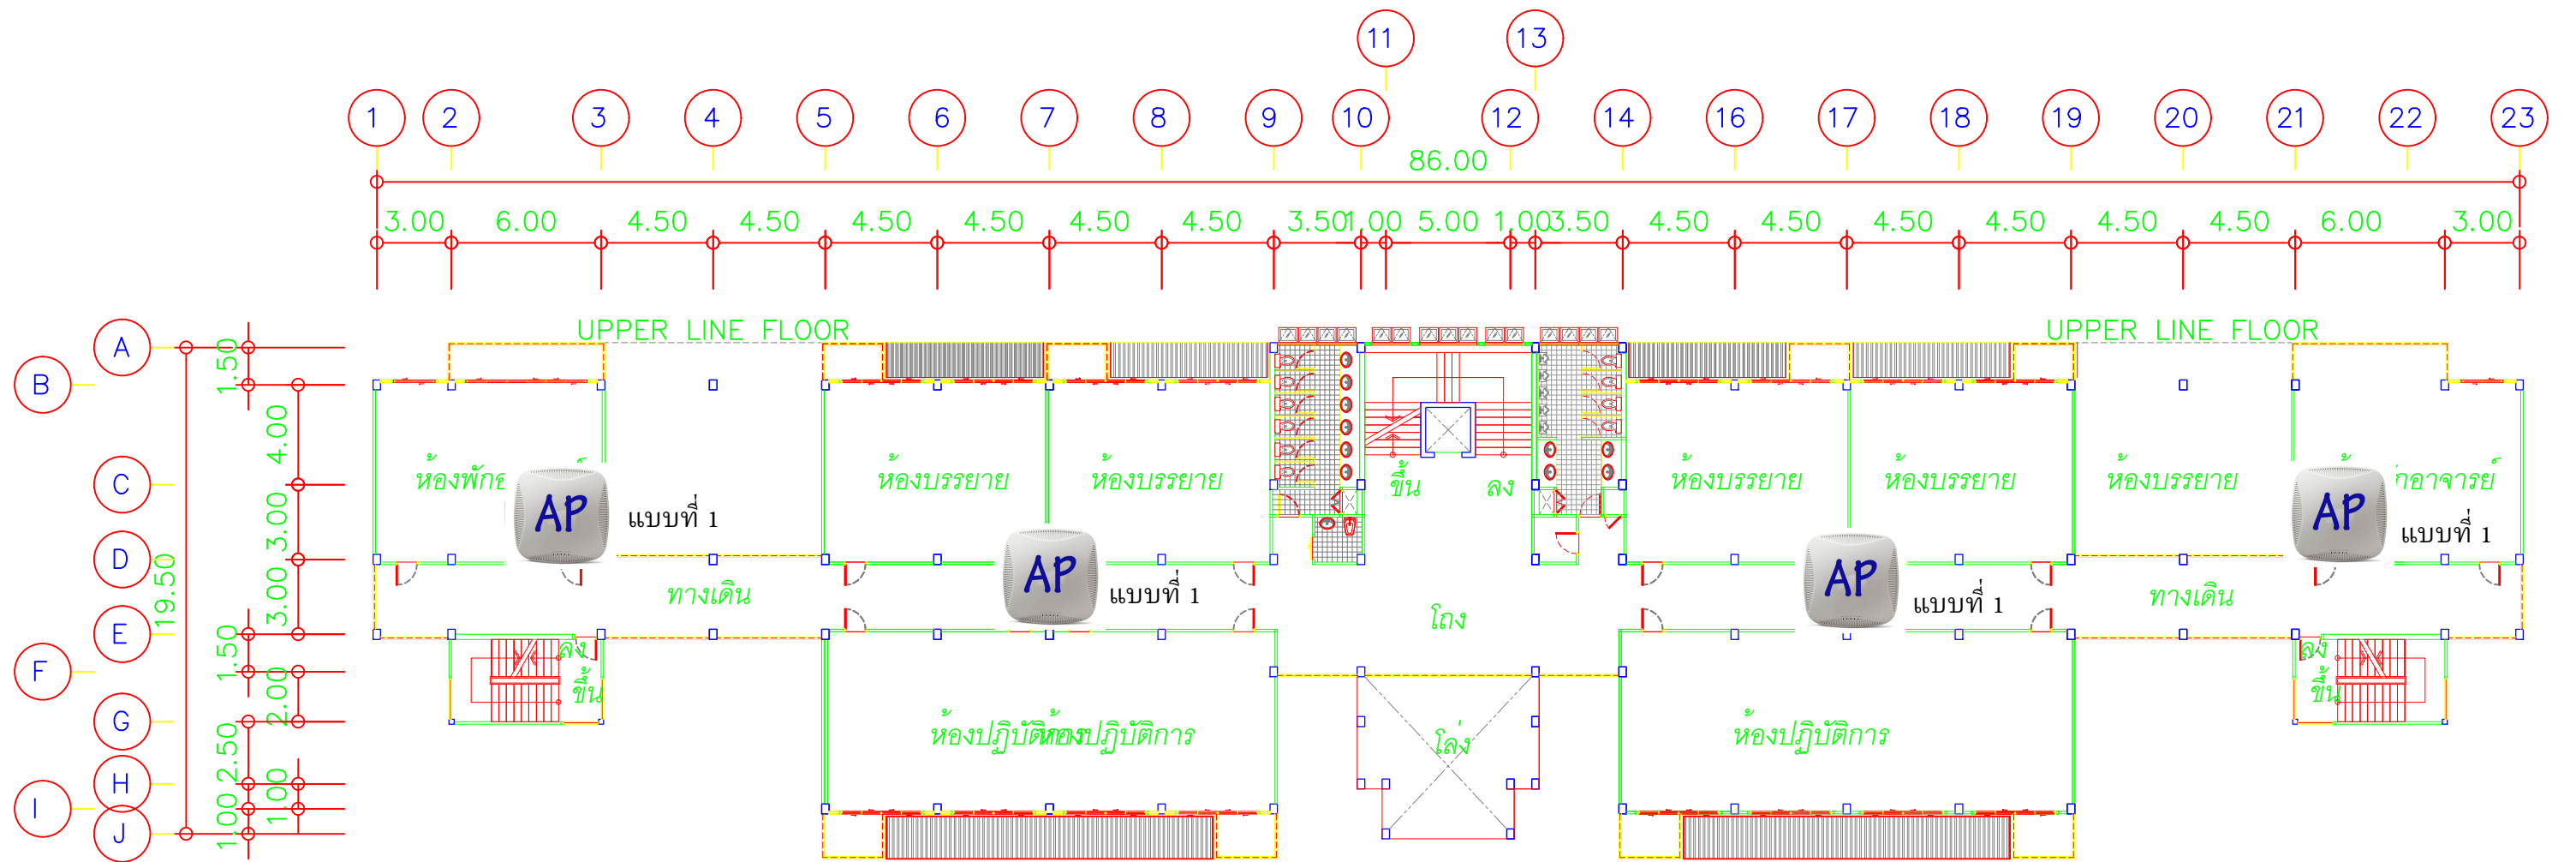 11 13
1 2 3 4 5 6 7 8 9 10 12 14 16 17 18 19 20 21 22 23
86.00
3.00 6.00 4.50 4.50 4.50 4.50 4.50 4.50 3.50 1.00 5.00 1.00 3.50 4.50 4.50 4.50 4.50 4.50 4.50 6.00 3.00
UPPER LINE FLOOR UPPER LINE FLOOR
A
B
C
D
E
F
G
H
I
J
19.50
1.50
4.00
3.00
3.00
1.50
2.00
2.50
1.00
1.00
ห้องบรรยาย ห้องบรรยาย ขึ้น ลง ห้องบรรยาย ห้องบรรยาย ห้องบรรยาย
AP แบบที่ 1
AP แบบที่ 1
AP แบบที่ 1
AP แบบที่ 1
ทางเดิน โถง ทางเดิน
ลง
ขึ้น
ลง
ขึ้น
ห้องปฏิบัติการ ห้องปฏิบัติการ โล่ง ห้องปฏิบัติการ